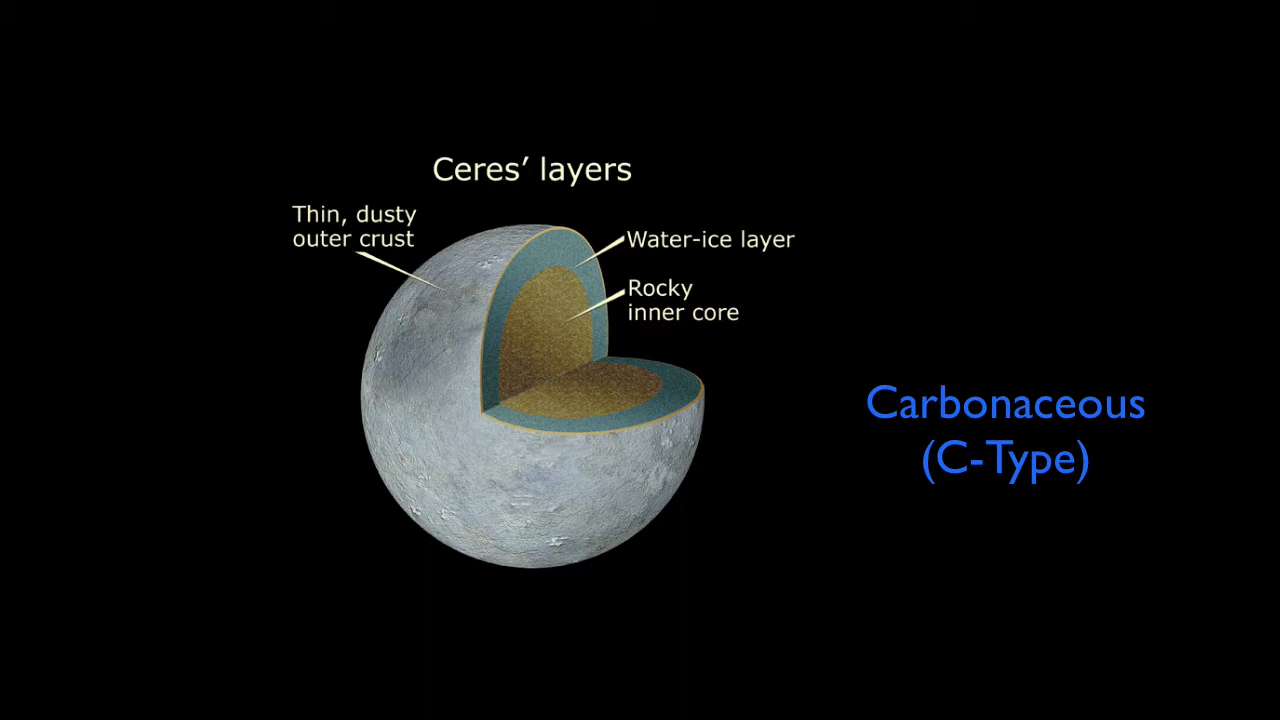 Ceres’ layers
Thin, dusty
outer crust
Water-ice layer
Rocky
inner core
Carbonaceous
(C-Type)